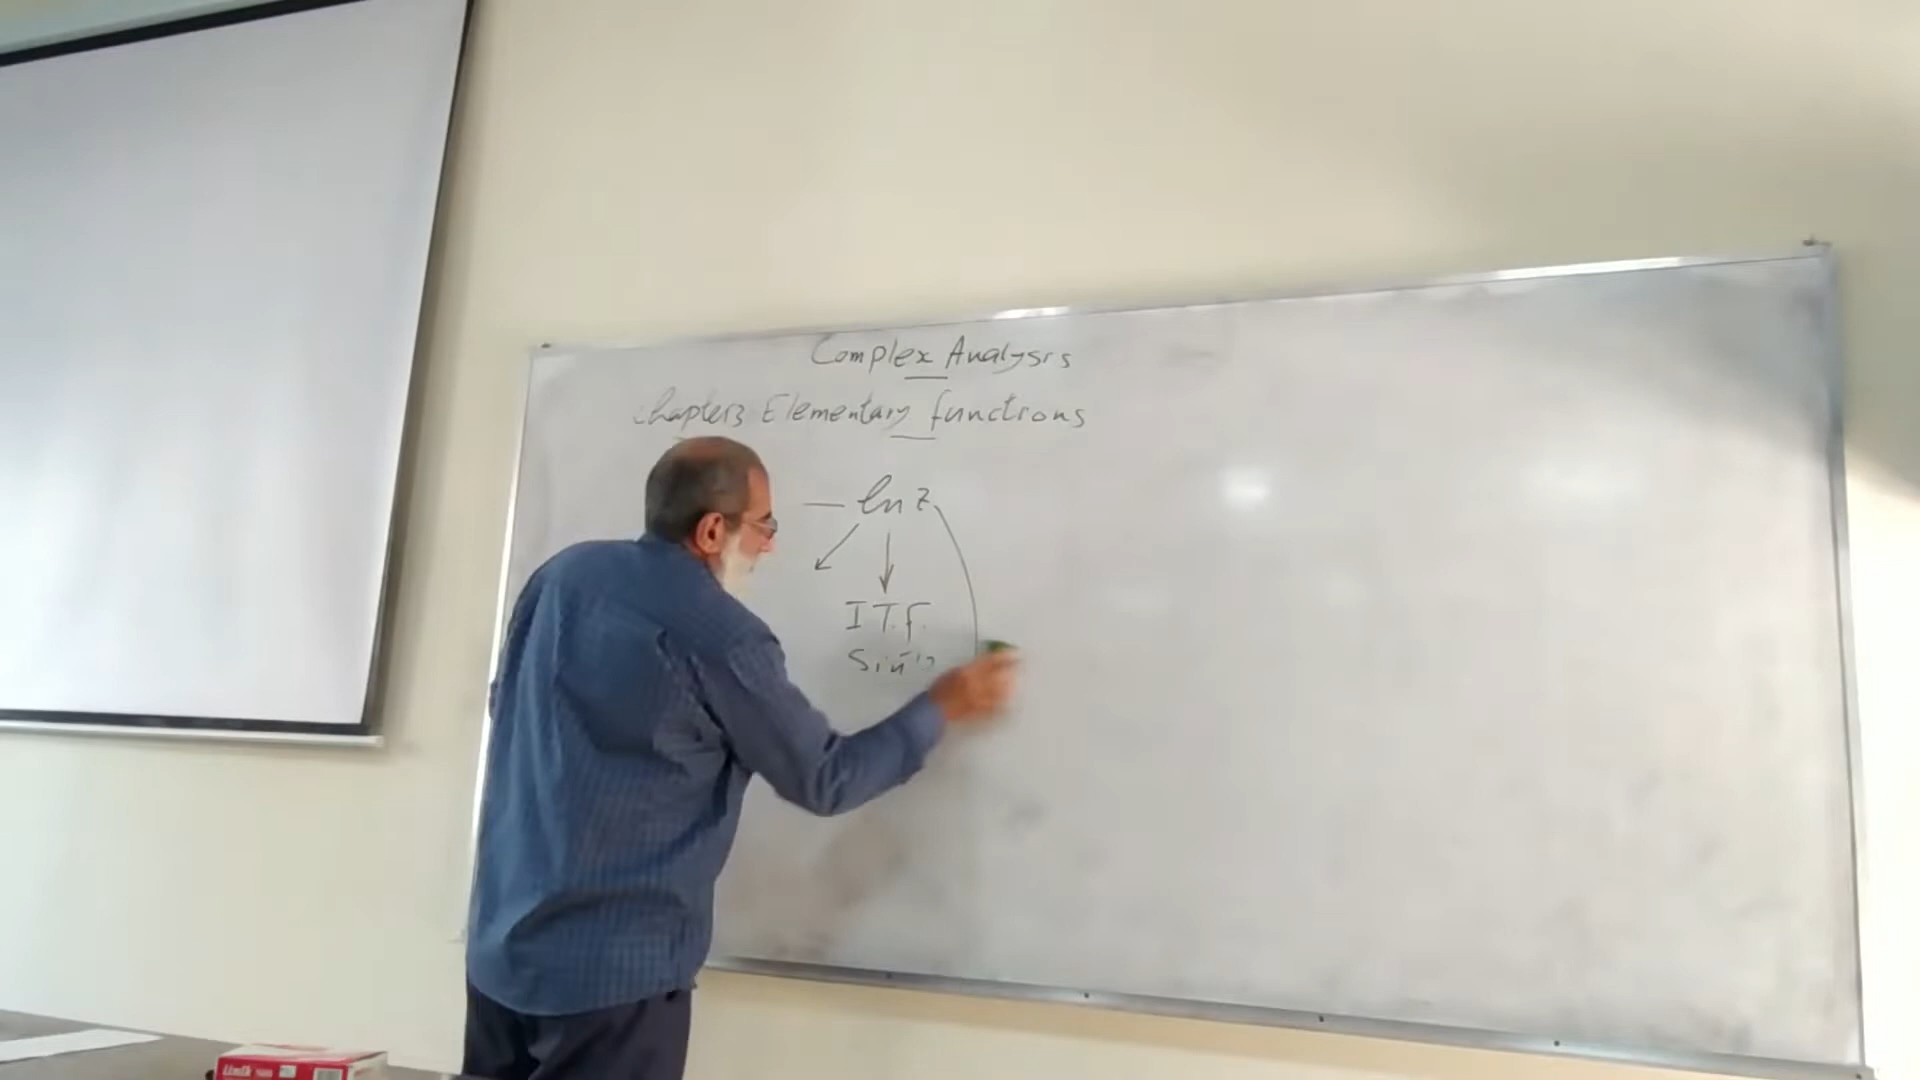 Complex Analysis
Chapter3 Elementary functions
ln z
I T.F.
Sin⁻¹z